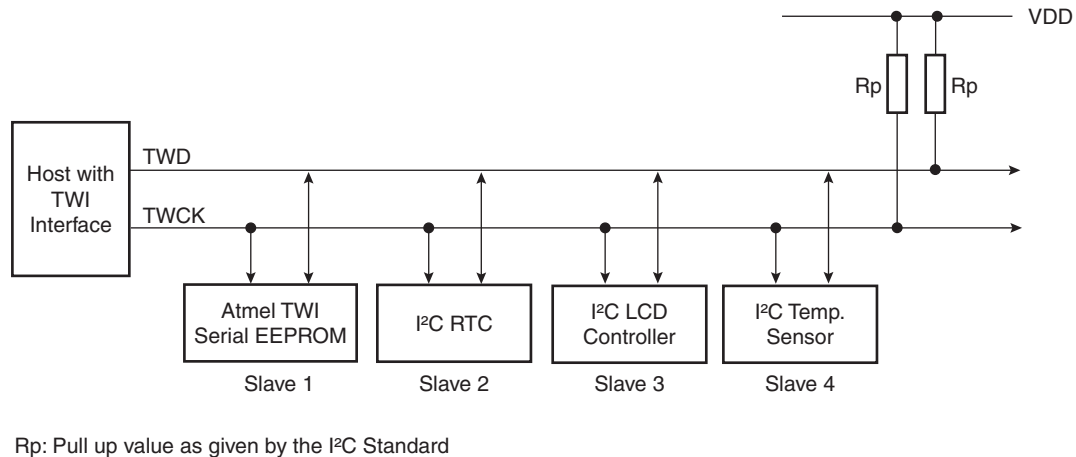 VDD
Rp
Rp
Host with
TWI
Interface
TWD
TWCK
Atmel TWI
Serial EEPROM
I²C RTC
I²C LCD
Controller
I²C Temp.
Sensor
Slave 1
Slave 2
Slave 3
Slave 4
Rp: Pull up value as given by the I²C Standard